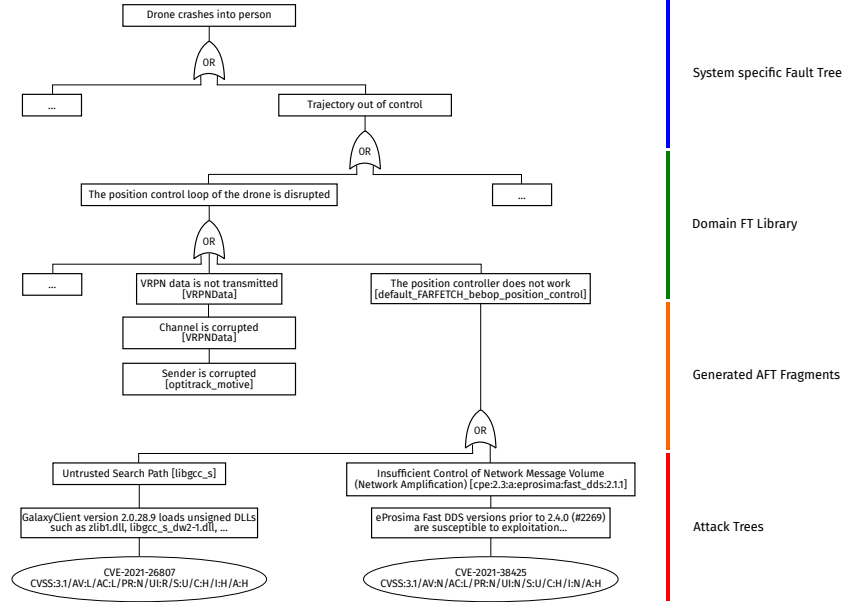 Drone crashes into person
OR
System specific Fault Tree
...
Trajectory out of control
OR
The position control loop of the drone is disrupted
...
Domain FT Library
OR
...
VRPN data is not transmitted
[VRPNData]
The position controller does not work
[default_FARFETCH_bebop_position_control]
Channel is corrupted
[VRPNData]
Sender is corrupted
[optitrack_motive]
Generated AFT Fragments
OR
Untrusted Search Path [libgcc_s]
Insufficient Control of Network Message Volume
(Network Amplification) [cpe:2.3:a:eprosima:fast_dds:2.1.1]
GalaxyClient version 2.0.28.9 loads unsigned DLLs
such as zlib1.dll, libgcc_s_dw2-1.dll, ...
eProsima Fast DDS versions prior to 2.4.0 (#2269)
are susceptible to exploitation...
Attack Trees
CVE-2021-26807
CVSS:3.1/AV:L/AC:L/PR:N/UI:R/S:U/C:H/I:H/A:H
CVE-2021-38425
CVSS:3.1/AV:N/AC:L/PR:N/UI:N/S:U/C:H/I:N/A:H